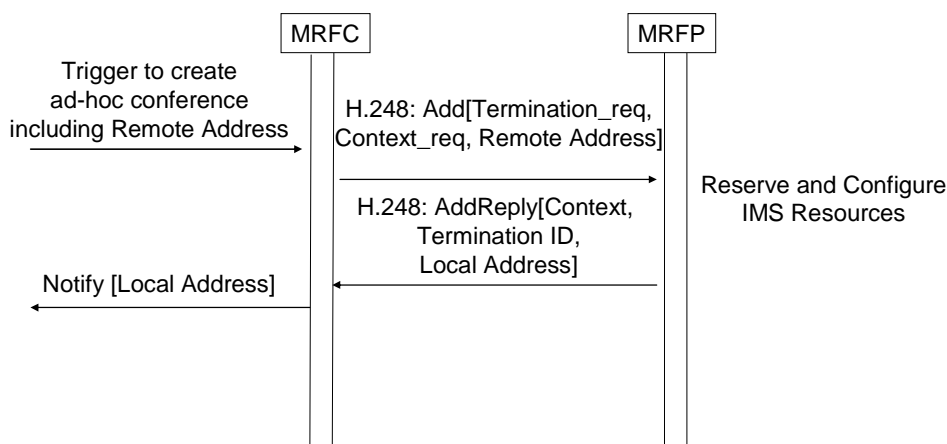 MRFC
MRFP
Trigger to create
ad-hoc conference
including Remote Address
H.248: Add[Termination_req,
Context_req, Remote Address]
Reserve and Configure
IMS Resources
H.248: AddReply[Context,
Termination ID,
Local Address]
Notify [Local Address]